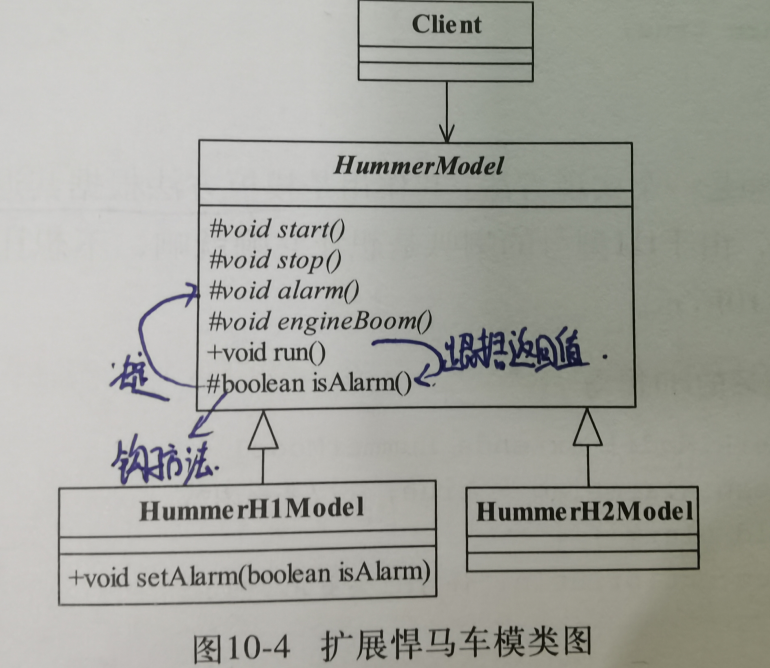 Client
HummerModel
#void start()
#void stop()
#void alarm()
#void engineBoom()
+void run()
根据返回值.
#boolean isAlarm()
钩子方法.
HummerH1Model
+void setAlarm(boolean isAlarm)
HummerH2Model
图10-4 扩展悍马车模类图